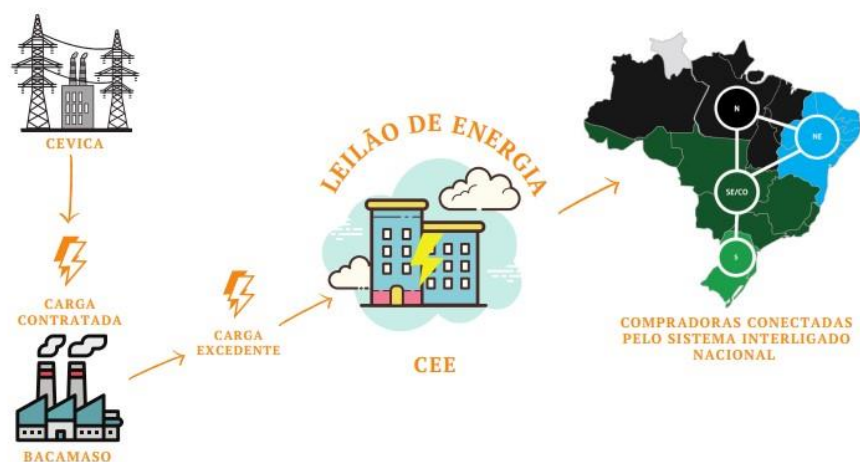 CEVICA
CARGA
CONTRATADA
BACAMASO
CARGA
EXCEDENTE
LEILÃO DE ENERGIA
CEE
N
NE
SE/CO
S
COMPRADORAS CONECTADAS
PELO SISTEMA INTERLIGADO
NACIONAL